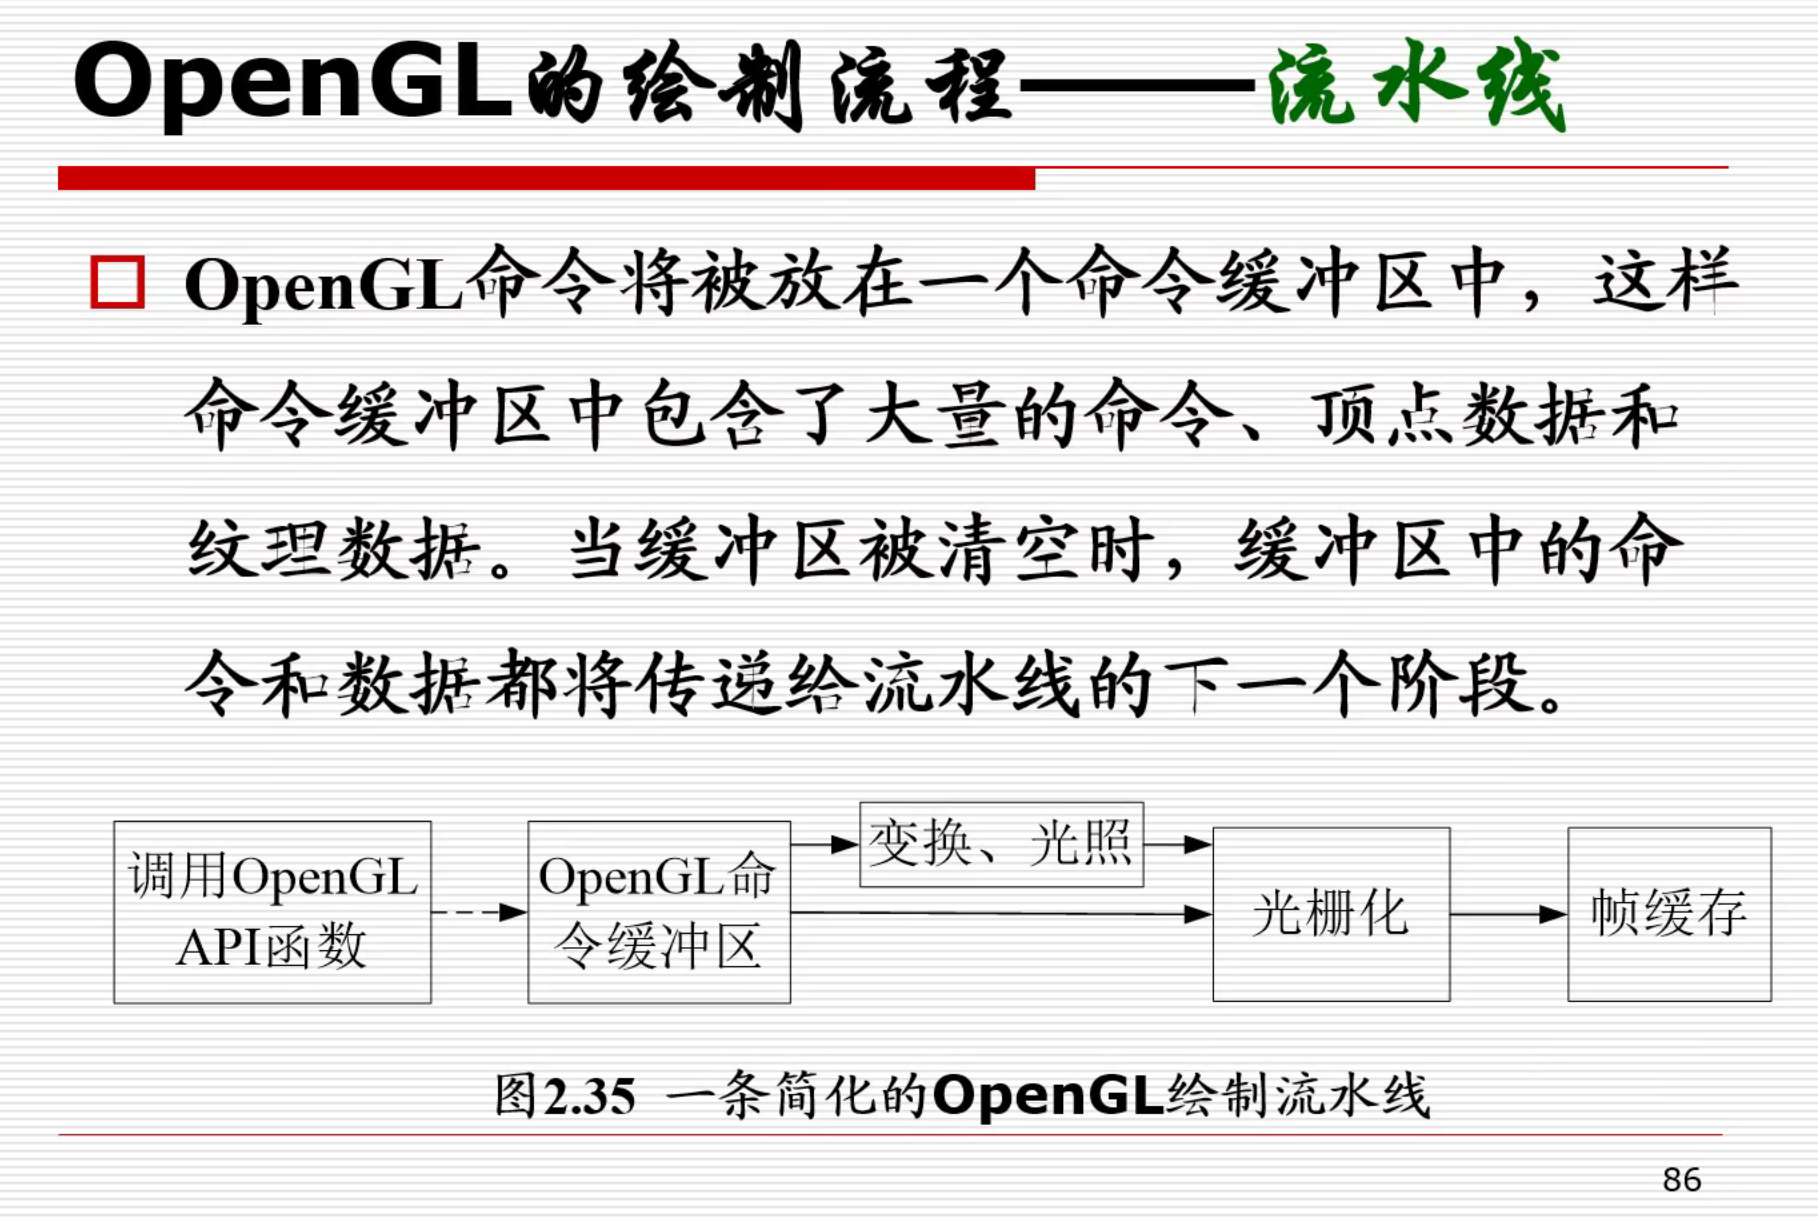 OpenGL的绘制流程——流水线
OpenGL命令将被放在一个命令缓冲区中，这样
命令缓冲区中包含了大量的命令、顶点数据和
纹理数据。当缓冲区被清空时，缓冲区中的命
令和数据都将传递给流水线的下一个阶段。
调用OpenGL
API函数
OpenGL命
令缓冲区
变换、光照
光栅化
帧缓存
图2.35 一条简化的OpenGL绘制流水线
86